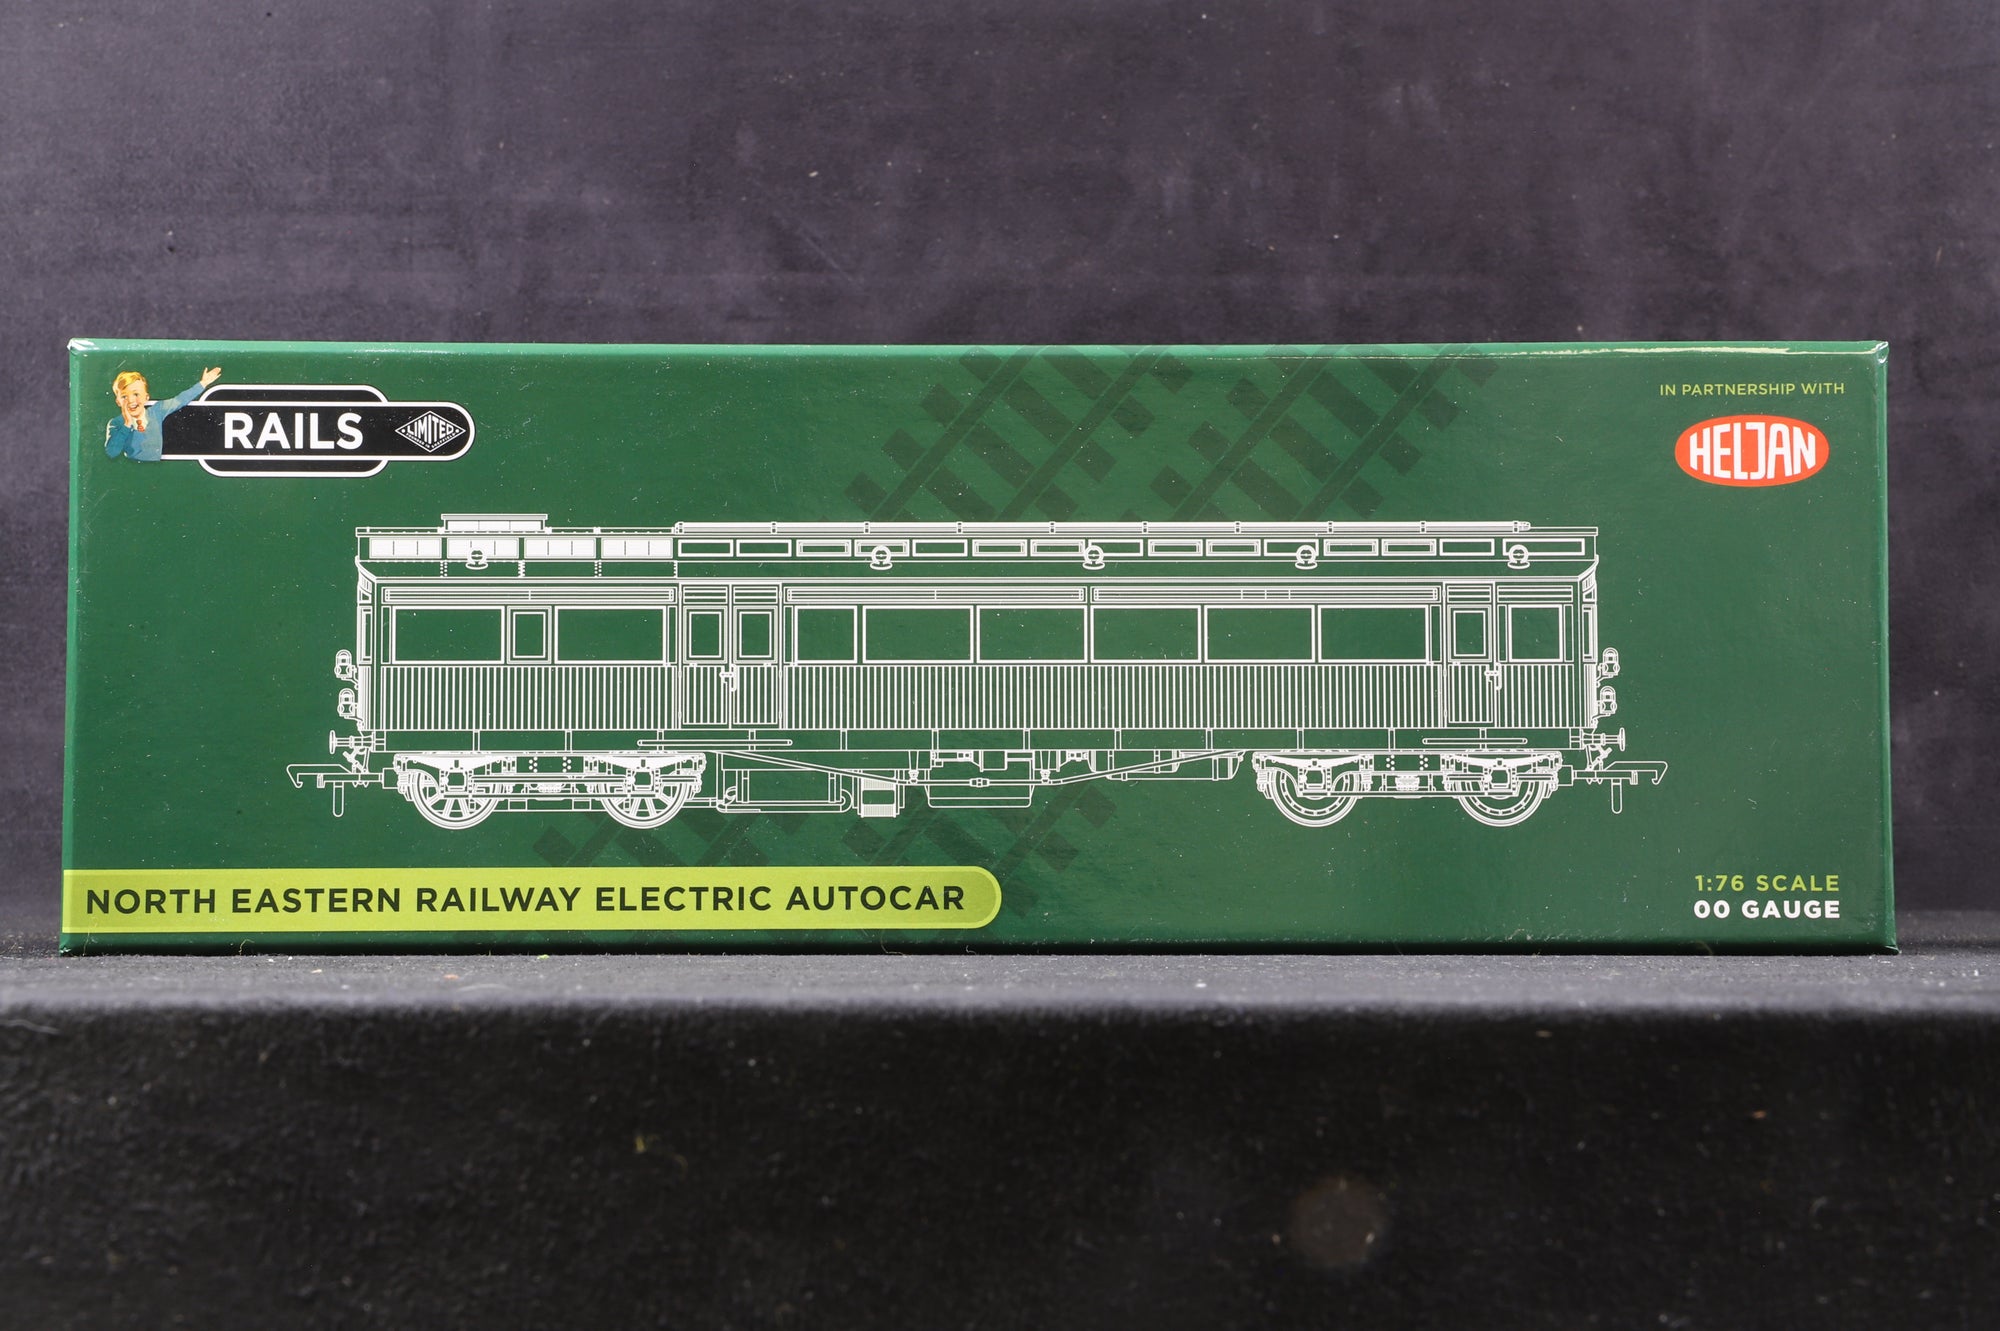 RAILS
LIMITED
IN PARTNERSHIP WITH
HELJAN
NORTH EASTERN RAILWAY ELECTRIC AUTOCAR
1:76 SCALE
00 GAUGE